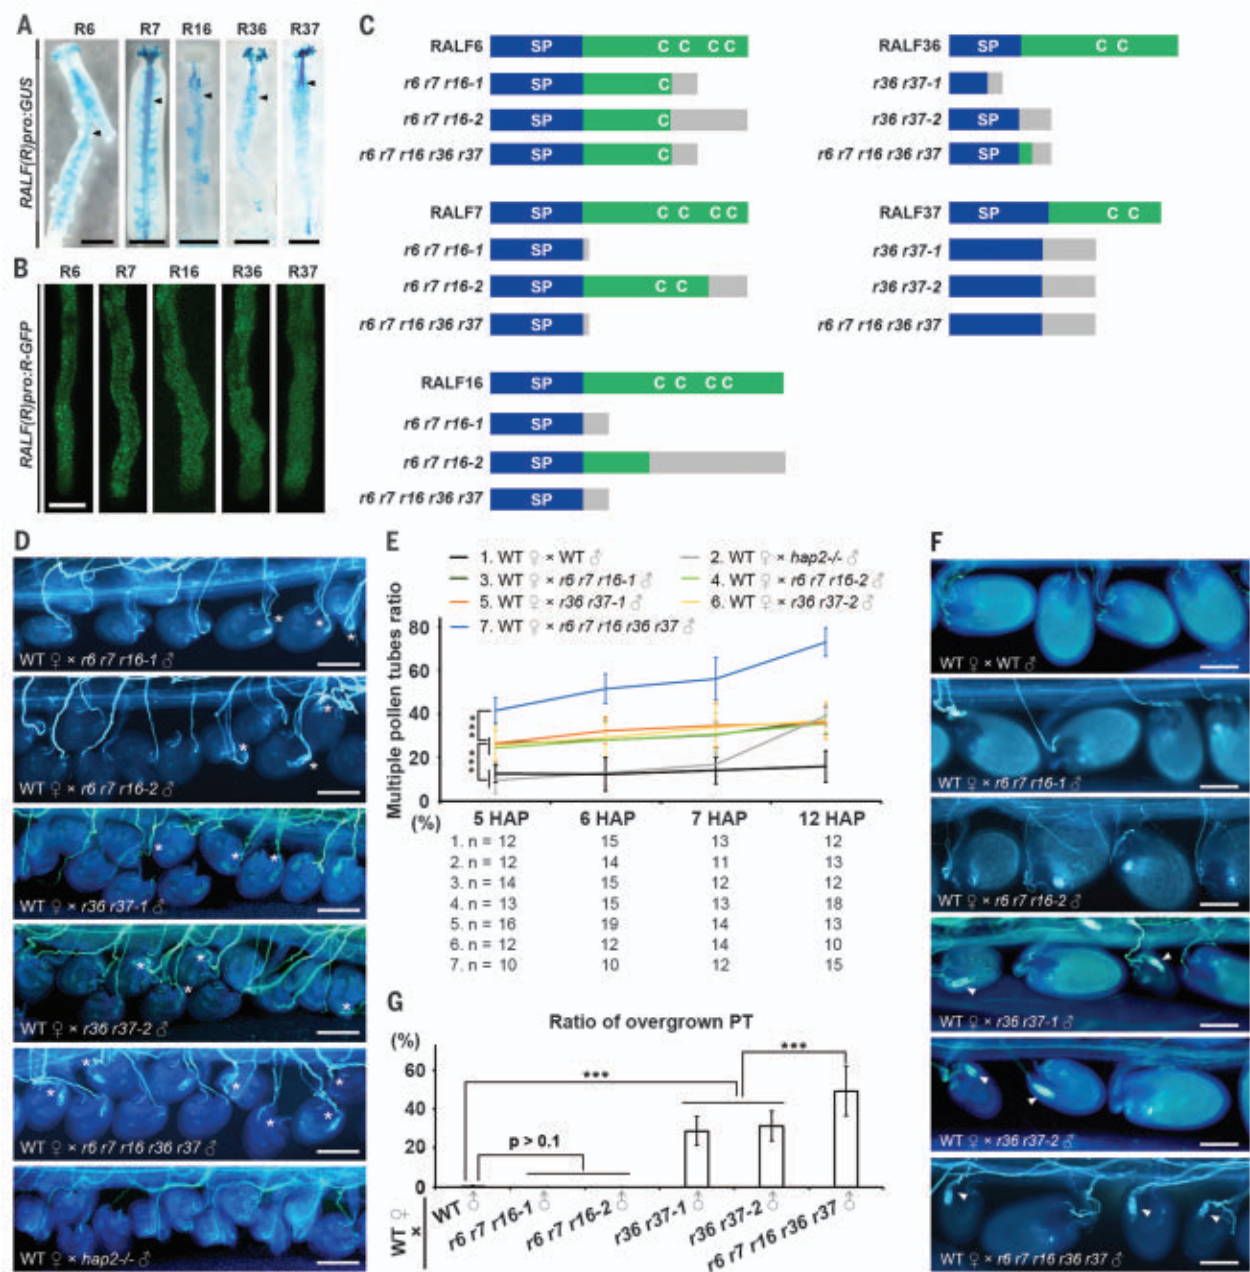 A
R6 R7 R16 R36 R37
RALF(R)pro:GUS
B
R6 R7 R16 R36 R37
RALF(R)pro:R-GFP
C
RALF6 SP C C C C
r6 r7 r16-1 SP C
r6 r7 r16-2 SP C
r6 r7 r16 r36 r37 SP C
RALF7 SP C C C C
r6 r7 r16-1 SP
r6 r7 r16-2 SP C C
r6 r7 r16 r36 r37 SP
RALF16 SP C C C C
r6 r7 r16-1 SP
r6 r7 r16-2 SP
r6 r7 r16 r36 r37 SP
RALF36 SP C C
r36 r37-1
r36 r37-2 SP
r6 r7 r16 r36 r37 SP
RALF37 SP C C
r36 r37-1
r36 r37-2
r6 r7 r16 r36 r37
D
WT ♀ × r6 r7 r16-1 ♂
WT ♀ × r6 r7 r16-2 ♂
WT ♀ × r36 r37-1 ♂
WT ♀ × r36 r37-2 ♂
WT ♀ × r6 r7 r16 r36 r37 ♂
WT ♀ × hap2-/- ♂
E
1. WT ♀ × WT ♂ 2. WT ♀ × hap2-/- ♂
3. WT ♀ × r6 r7 r16-1 ♂ 4. WT ♀ × r6 r7 r16-2 ♂
5. WT ♀ × r36 r37-1 ♂ 6. WT ♀ × r36 r37-2 ♂
7. WT ♀ × r6 r7 r16 r36 r37 ♂
Multiple pollen tubes ratio
(%)
80
60
40
20
0
*** 
***
5 HAP 6 HAP 7 HAP 12 HAP
1. n = 12 15 13 12
2. n = 12 14 11 13
3. n = 14 15 12 12
4. n = 13 15 13 18
5. n = 16 19 14 13
6. n = 12 12 14 10
7. n = 10 10 12 15
F
WT ♀ × WT ♂
WT ♀ × r6 r7 r16-1 ♂
WT ♀ × r6 r7 r16-2 ♂
WT ♀ × r36 r37-1 ♂
WT ♀ × r36 r37-2 ♂
WT ♀ × r6 r7 r16 r36 r37 ♂
G
Ratio of overgrown PT
(%)
60
40
20
0
***
***
p > 0.1
WT ♀ ×
WT ♂
r6 r7 r16-1 ♂
r6 r7 r16-2 ♂
r36 r37-1 ♂
r36 r37-2 ♂
r6 r7 r16 r36 r37 ♂